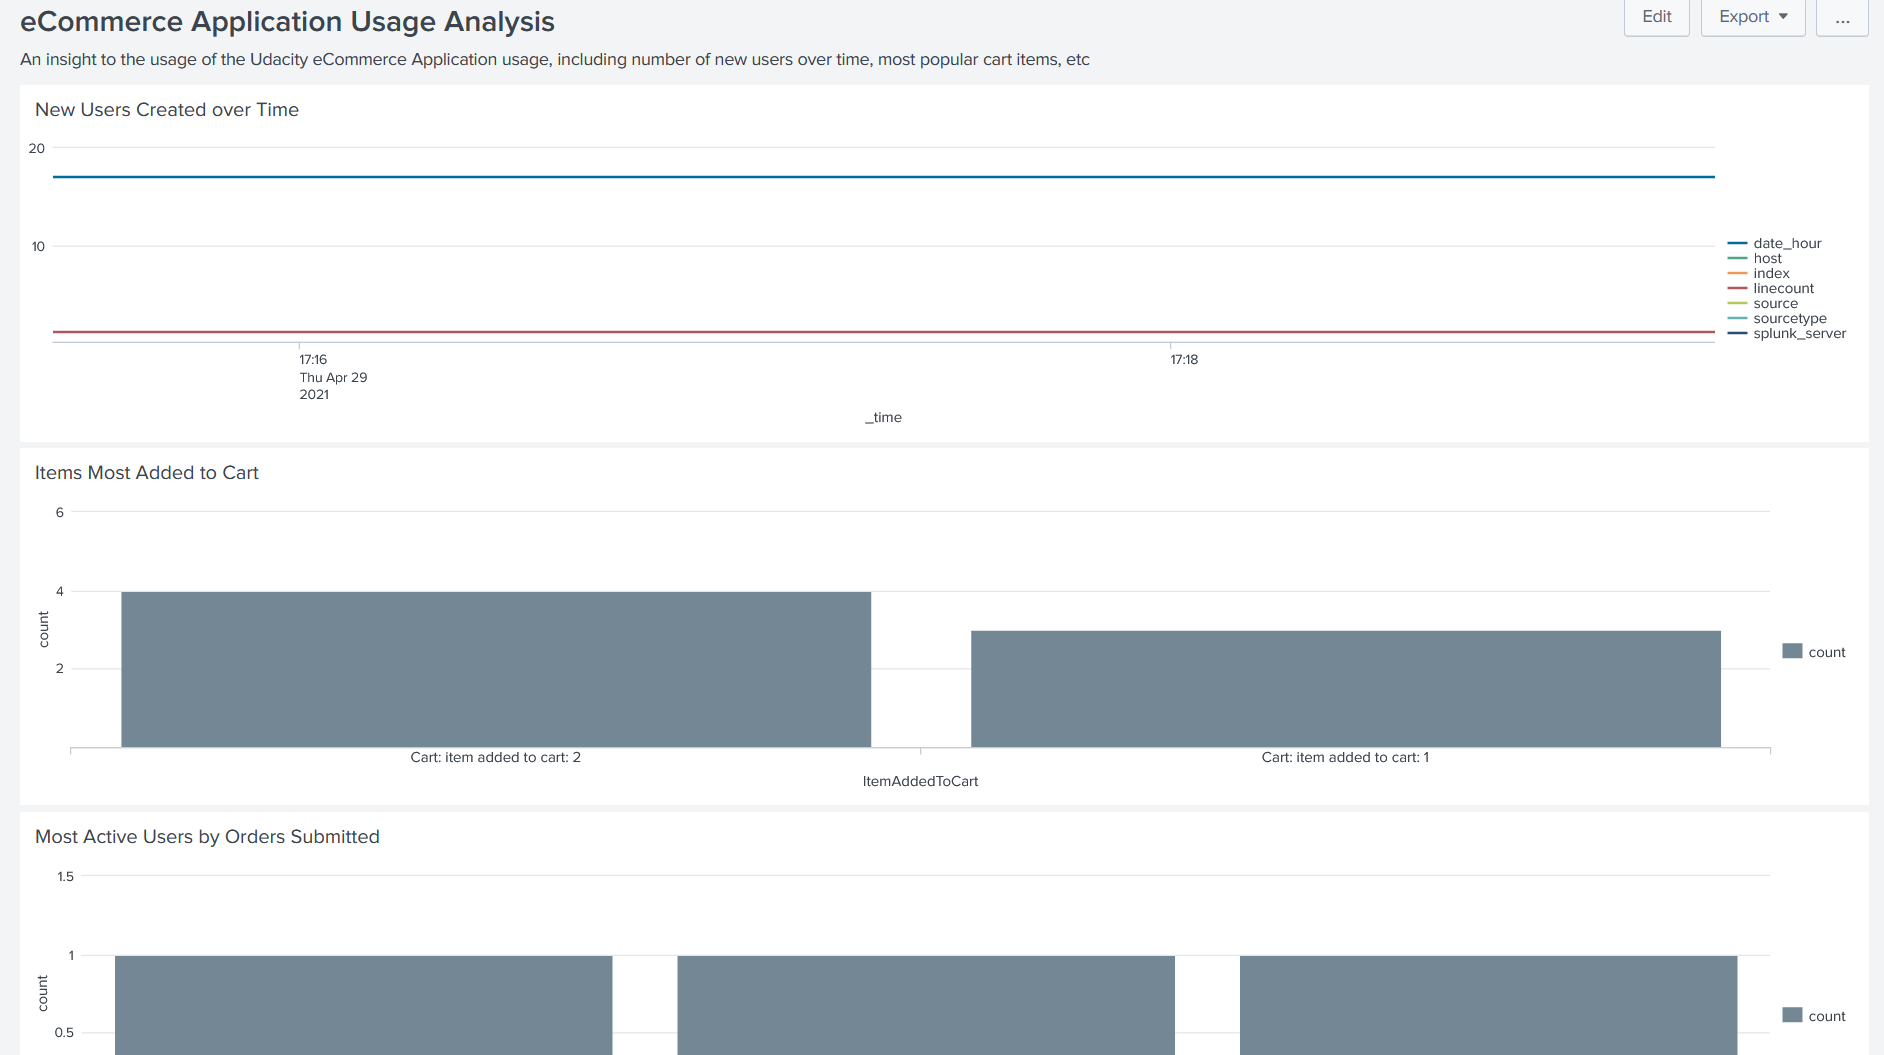 eCommerce Application Usage Analysis
Edit
Export
...
An insight to the usage of the Udacity eCommerce Application usage, including number of new users over time, most popular cart items, etc
New Users Created over Time
20
10
date_hour
host
index
linecount
source
sourcetype
splunk_server
17:16
Thu Apr 29
2021
17:18
_time
Items Most Added to Cart
6
4
2
count
count
Cart: item added to cart: 2
Cart: item added to cart: 1
ItemAddedToCart
Most Active Users by Orders Submitted
1.5
1
0.5
count
count